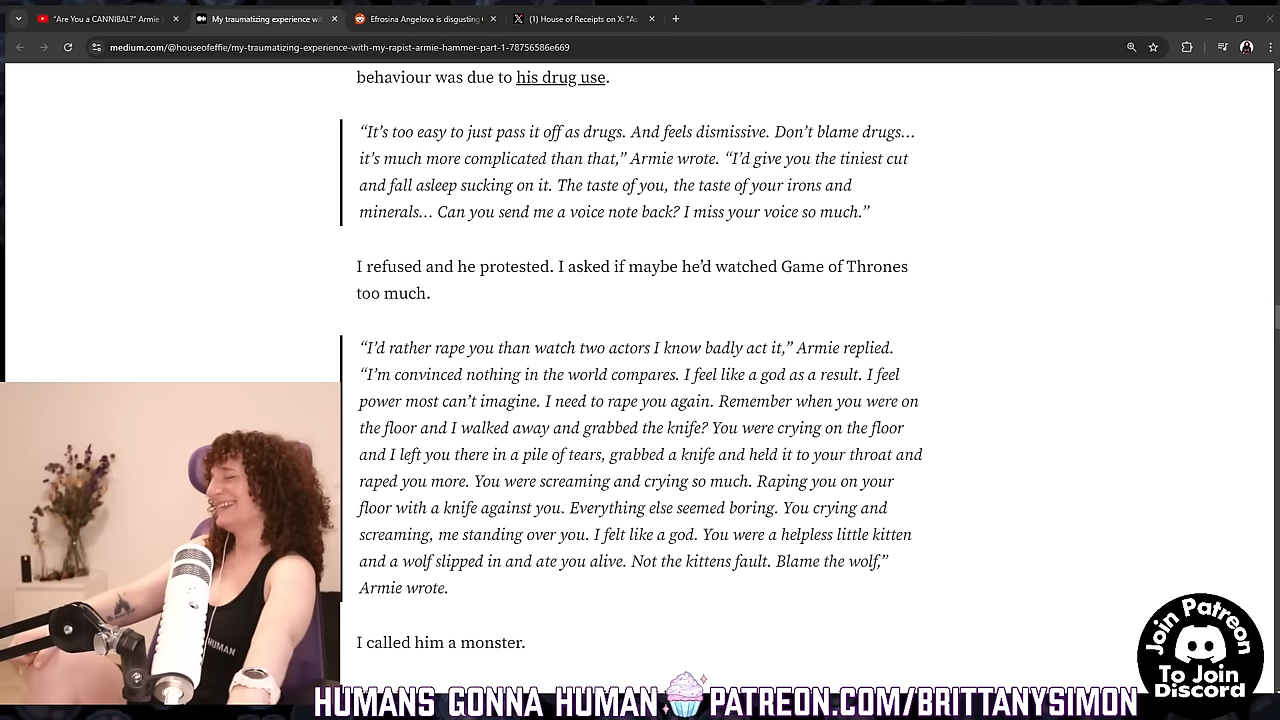 "Are You a CANNIBAL?" Armie
My traumatizing experience wi
Efrosina Angelova is disgusting
(1) House of Receipts on X: "As
medium.com/@houseofeffie/my-traumatizing-experience-with-my-rapist-armie-hammer-part-1-78756586e669
behaviour was due to his drug use.
“It’s too easy to just pass it off as drugs. And feels dismissive. Don’t blame drugs…
it’s much more complicated than that,” Armie wrote. “I’d give you the tiniest cut
and fall asleep sucking on it. The taste of you, the taste of your irons and
minerals… Can you send me a voice note back? I miss your voice so much.”
I refused and he protested. I asked if maybe he’d watched Game of Thrones
too much.
“I’d rather rape you than watch two actors I know badly act it,” Armie replied.
“I’m convinced nothing in the world compares. I feel like a god as a result. I feel
power most can’t imagine. I need to rape you again. Remember when you were on
the floor and I walked away and grabbed the knife? You were crying on the floor
and I left you there in a pile of tears, grabbed a knife and held it to your throat and
raped you more. You were screaming and crying so much. Raping you on your
floor with a knife against you. Everything else seemed boring. You crying and
screaming, me standing over you. I felt like a god. You were a helpless little kitten
and a wolf slipped in and ate you alive. Not the kittens fault. Blame the wolf,”
Armie wrote.
I called him a monster.
HUMAN
Join Patreon
To Join
Discord
HUMANS GONNA HUMAN PATREON.COM/BRITTANYSIMON